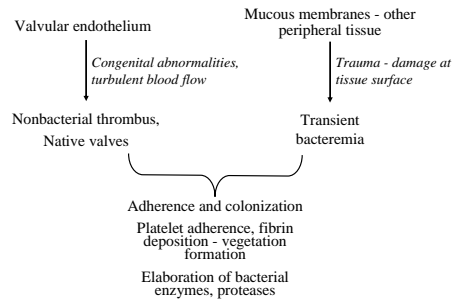 Valvular endothelium
Mucous membranes - other
peripheral tissue
Congenital abnormalities,
turbulent blood flow
Trauma - damage at
tissue surface
Nonbacterial thrombus,
Native valves
Transient
bacteremia
Adherence and colonization
Platelet adherence, fibrin
deposition - vegetation
formation
Elaboration of bacterial
enzymes, proteases